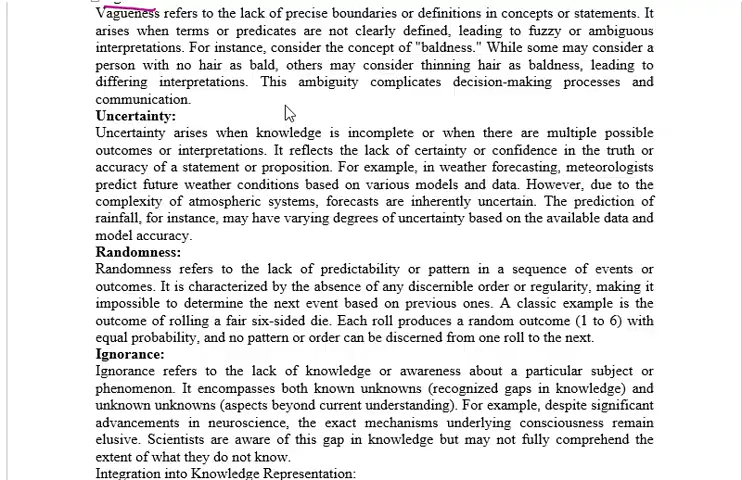 Vagueness refers to the lack of precise boundaries or definitions in concepts or statements. It
arises when terms or predicates are not clearly defined, leading to fuzzy or ambiguous
interpretations. For instance, consider the concept of "baldness." While some may consider a
person with no hair as bald, others may consider thinning hair as baldness, leading to
differing interpretations. This ambiguity complicates decision-making processes and
communication.
Uncertainty:
Uncertainty arises when knowledge is incomplete or when there are multiple possible
outcomes or interpretations. It reflects the lack of certainty or confidence in the truth or
accuracy of a statement or proposition. For example, in weather forecasting, meteorologists
predict future weather conditions based on various models and data. However, due to the
complexity of atmospheric systems, forecasts are inherently uncertain. The prediction of
rainfall, for instance, may have varying degrees of uncertainty based on the available data and
model accuracy.
Randomness:
Randomness refers to the lack of predictability or pattern in a sequence of events or
outcomes. It is characterized by the absence of any discernible order or regularity, making it
impossible to determine the next event based on previous ones. A classic example is the
outcome of rolling a fair six-sided die. Each roll produces a random outcome (1 to 6) with
equal probability, and no pattern or order can be discerned from one roll to the next.
Ignorance:
Ignorance refers to the lack of knowledge or awareness about a particular subject or
phenomenon. It encompasses both known unknowns (recognized gaps in knowledge) and
unknown unknowns (aspects beyond current understanding). For example, despite significant
advancements in neuroscience, the exact mechanisms underlying consciousness remain
elusive. Scientists are aware of this gap in knowledge but may not fully comprehend the
extent of what they do not know.
Integration into Knowledge Representation: